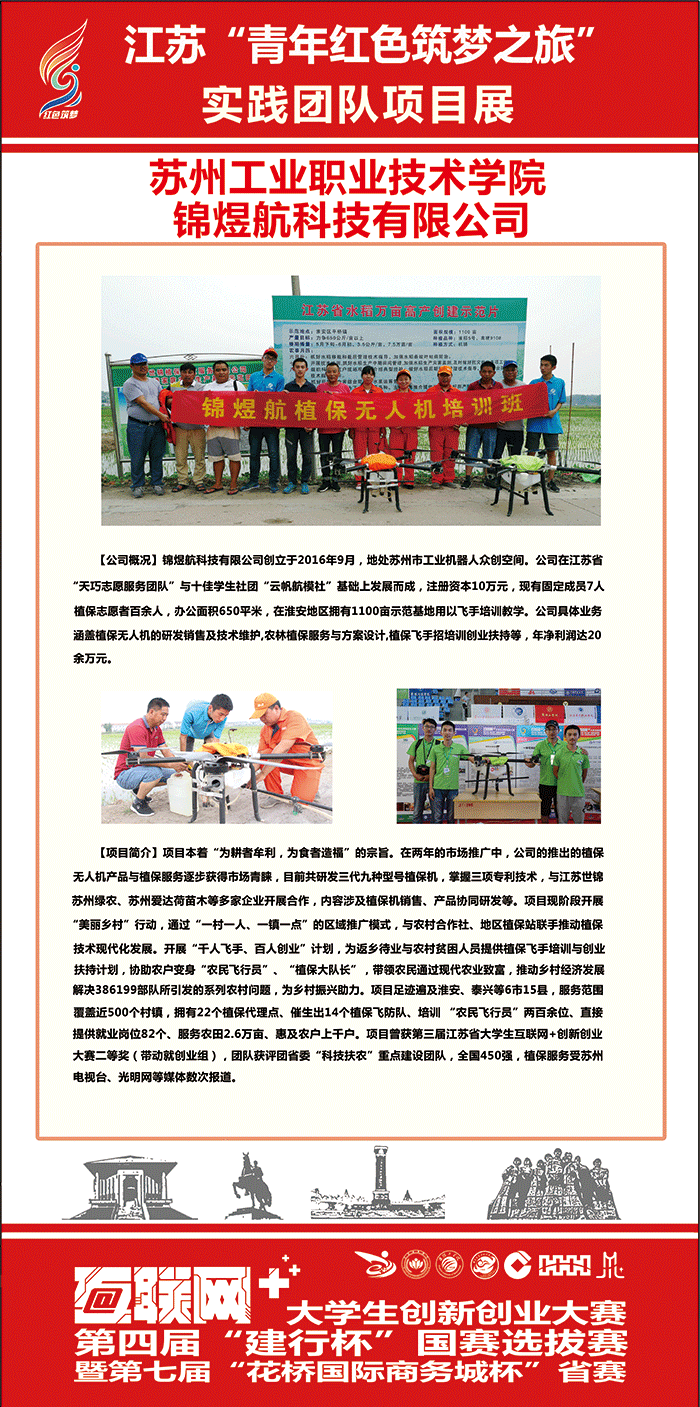 江苏“青年红色筑梦之旅”
实践团队项目展
红色筑梦
苏州工业职业技术学院
锦煜航科技有限公司
江苏省水稻万亩高产创建示范片
锦煜航植保无人机培训班
【公司概况】锦煜航科技有限公司创立于2016年9月，地处苏州市工业机器人众创空间。公司在江苏省
“天巧志愿服务团队”与十佳学生社团“云帆航模社”基础上发展而成，注册资本10万元，现有固定成员7人
植保志愿者百余人，办公面积650平米，在淮安地区拥有1100亩示范基地用以飞手培训教学。公司具体业务
涵盖植保无人机的研发销售及技术维护,农林植保服务与方案设计,植保飞手招培训创业扶持等，年净利润达20
余万元。
【项目简介】项目本着“为耕者牟利，为食者造福”的宗旨。在两年的市场推广中，公司的推出的植保
无人机产品与植保服务逐步获得市场青睐，目前共研发三代九种型号植保机，掌握三项专利技术，与江苏世锦
苏州绿农、苏州爱达荷苗木等多家企业开展合作，内容涉及植保机销售、产品协同研发等。项目现阶段开展
“美丽乡村”行动，通过“一村一人、一镇一点”的区域推广模式，与农村合作社、地区植保站联手推动植保
技术现代化发展。开展“千人飞手、百人创业”计划，为返乡待业与农村贫困人员提供植保飞手培训与创业
扶持计划，协助农户变身“农民飞行员”、“植保大队长”，带领农民通过现代农业致富，推动乡村经济发展
解决386199部队所引发的系列农村问题，为乡村振兴助力。项目足迹遍及淮安、泰兴等6市15县，服务范围
覆盖近500个村镇，拥有22个植保代理点、催生出14个植保飞防队、培训 “农民飞行员”两百余位、直接
提供就业岗位82个、服务农田2.6万亩、惠及农户上千户。项目曾获第三届江苏省大学生互联网+创新创业
大赛二等奖（带动就创业组），团队获评团省委“科技扶农”重点建设团队，全国450强，植保服务受苏州
电视台、光明网等媒体数次报道。
互联网+
大学生创新创业大赛
第四届“建行杯”国赛选拔赛
暨第七届“花桥国际商务城杯”省赛